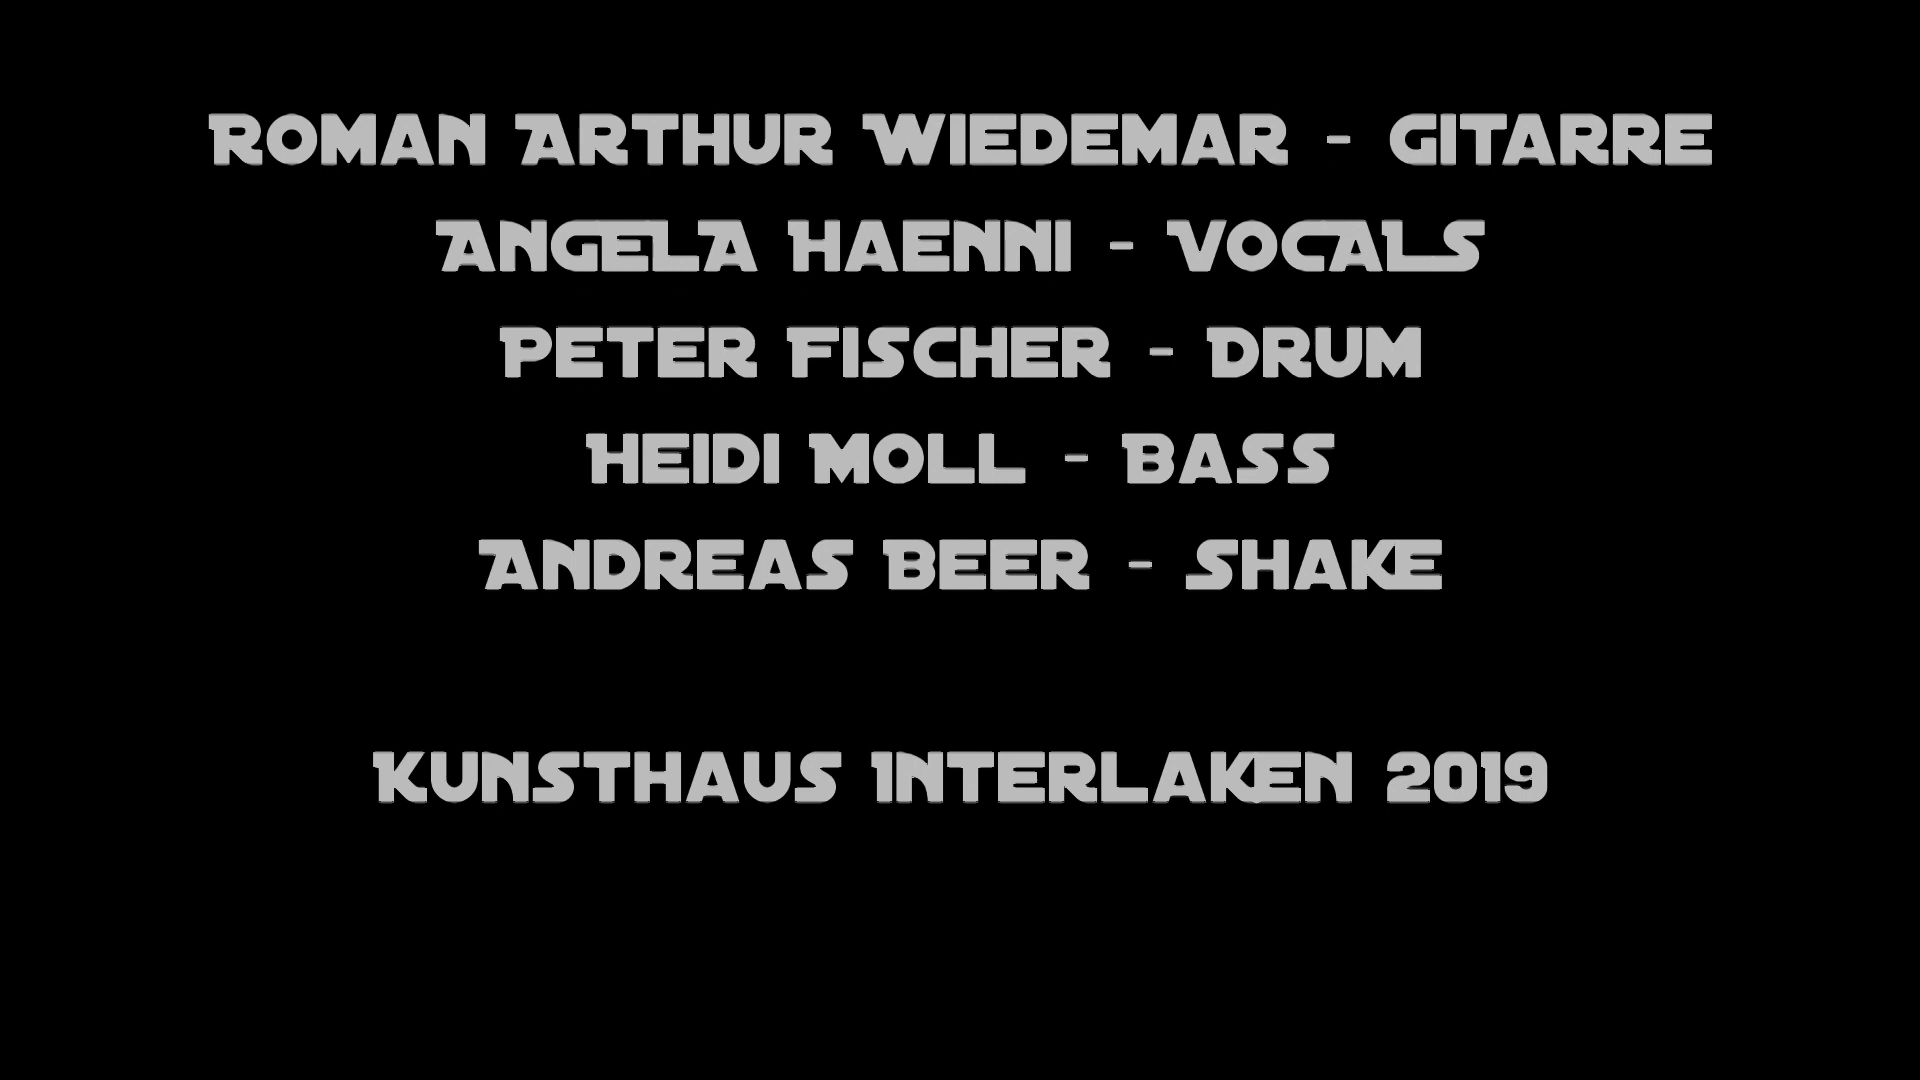 Roman Arthur Wiedemar - Gitarre
Angela Haenni - Vocals
Peter Fischer - Drum
Heidi Moll - Bass
Andreas Beer - Shake
Kunsthaus Interlaken 2019